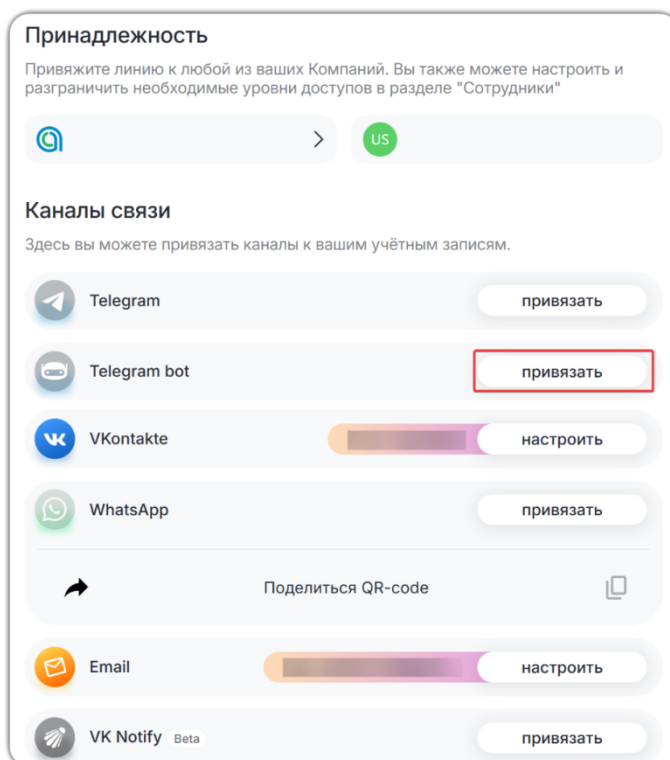 Принадлежность
Привяжите линию к любой из ваших Компаний. Вы также можете настроить и
разграничить необходимые уровни доступов в разделе "Сотрудники"
US
Каналы связи
Здесь вы можете привязать каналы к вашим учётным записям.
Telegram привязать
Telegram bot привязать
VKontakte настроить
WhatsApp привязать
Поделиться QR-code
Email настроить
VK Notify Beta привязать